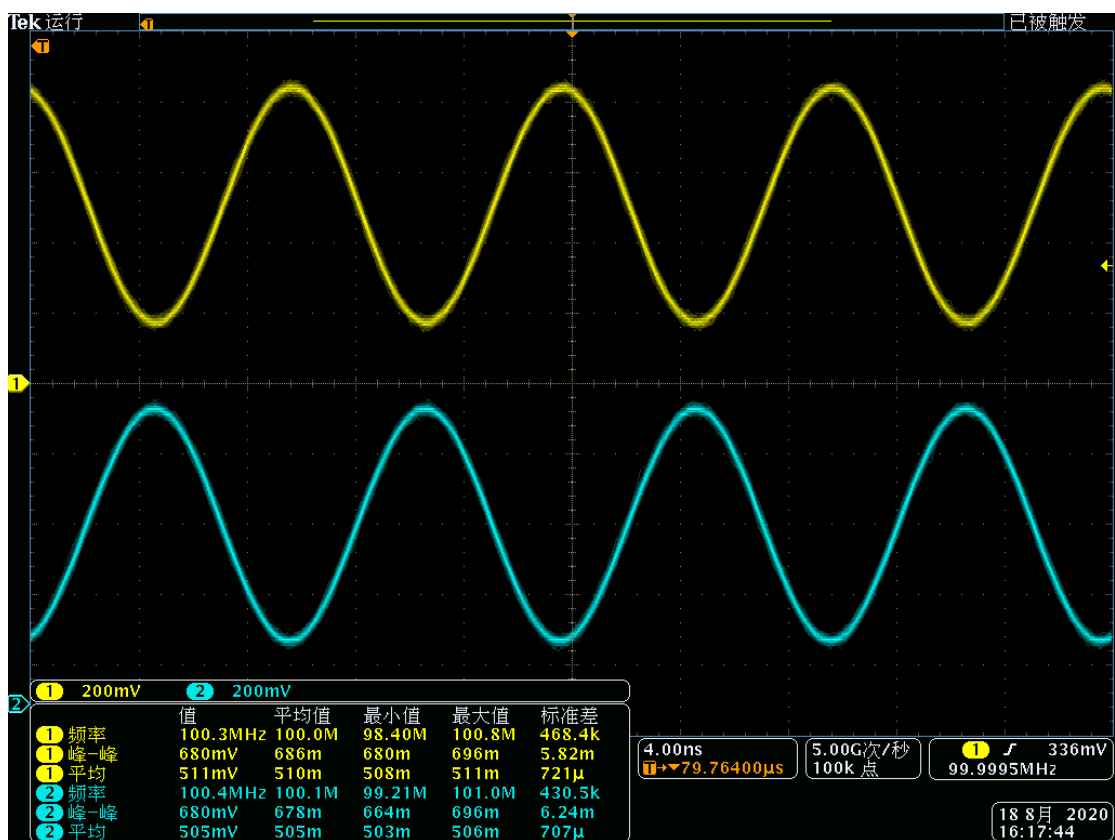 Tek 运行 T 已被触发
T
1
2
1 200mV 2 200mV
值 平均值 最小值 最大值 标准差
1 频率 100.3MHz 100.0M 98.40M 100.8M 468.4k
1 峰-峰 680mV 686m 680m 696m 5.82m
1 平均 511mV 510m 508m 511m 721µ
2 频率 100.4MHz 100.1M 99.21M 101.0M 430.5k
2 峰-峰 680mV 678m 664m 696m 6.24m
2 平均 505mV 505m 503m 506m 707µ
4.00ns
T→▼79.76400µs
5.00G次/秒
100k 点
1 ƒ 336mV
99.9995MHz
18 8月 2020
16:17:44